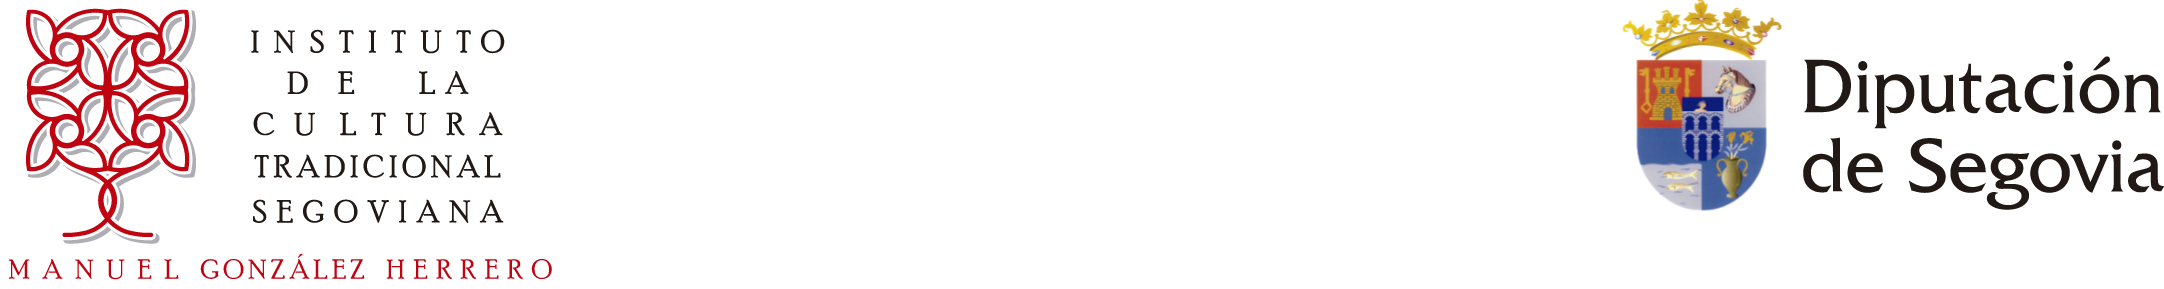 INSTITUTO
DE LA
CULTURA
TRADICIONAL
SEGOVIANA
MANUEL GONZÁLEZ HERRERO
Diputación
de Segovia